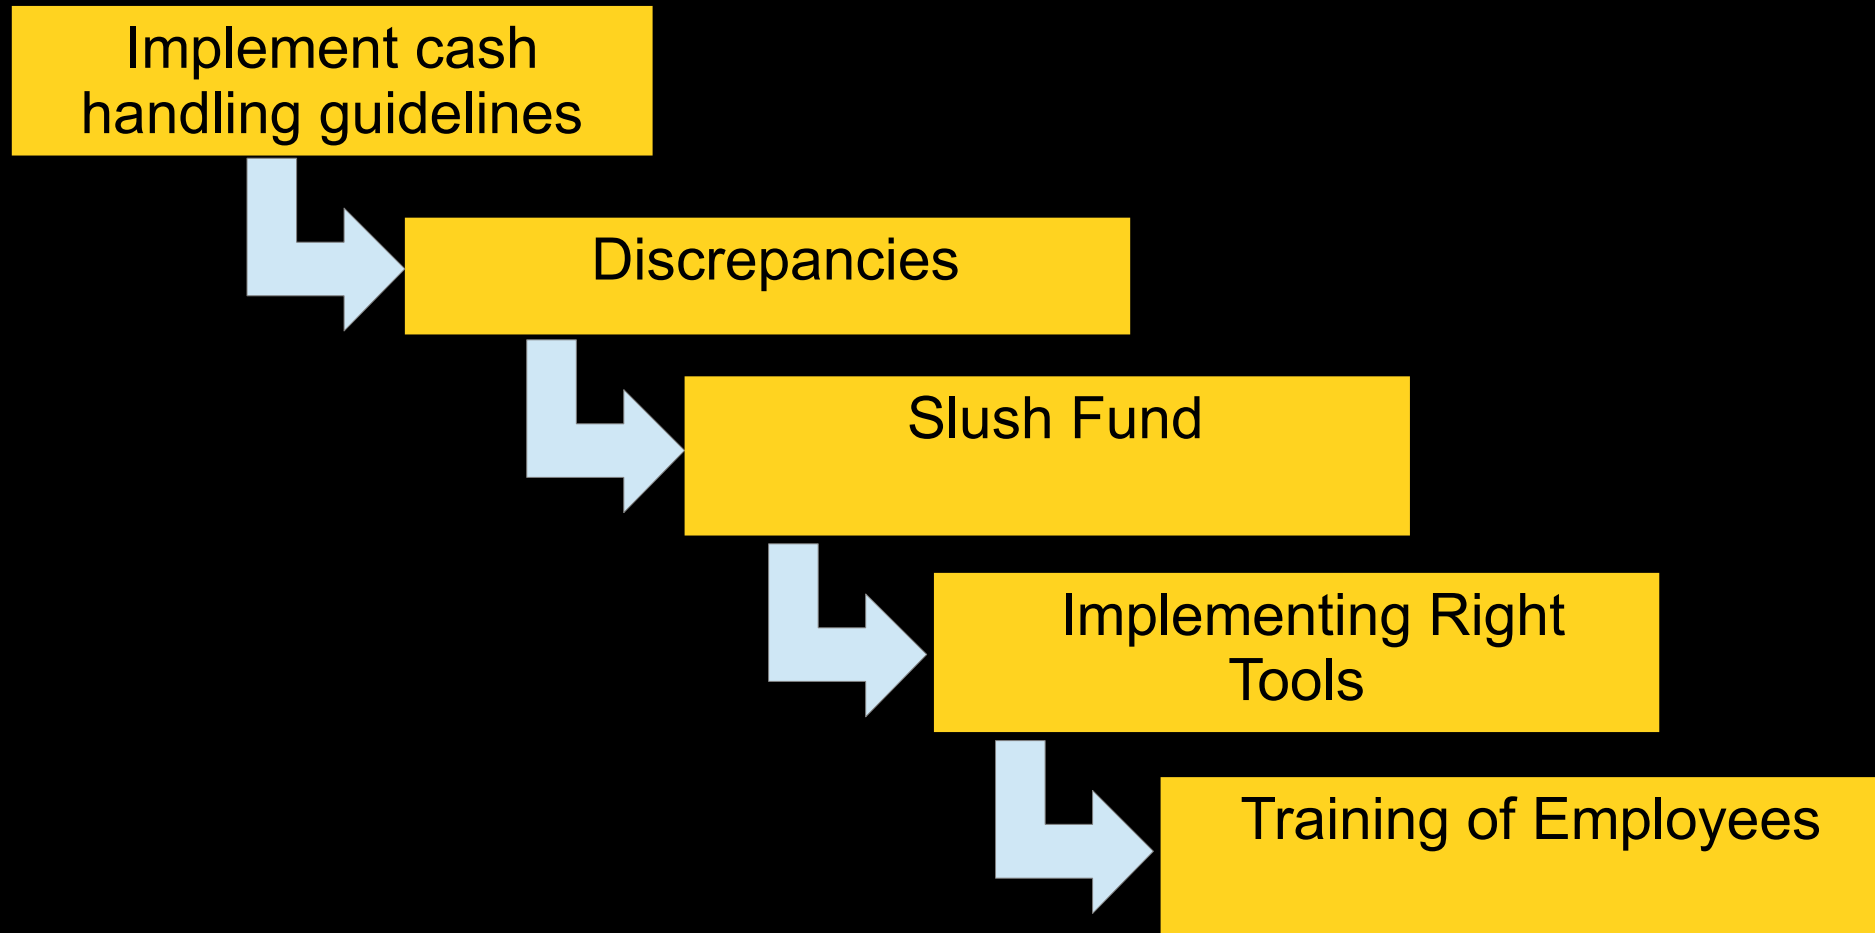 Implement cash
handling guidelines
Discrepancies
Slush Fund
Implementing Right
Tools
Training of Employees